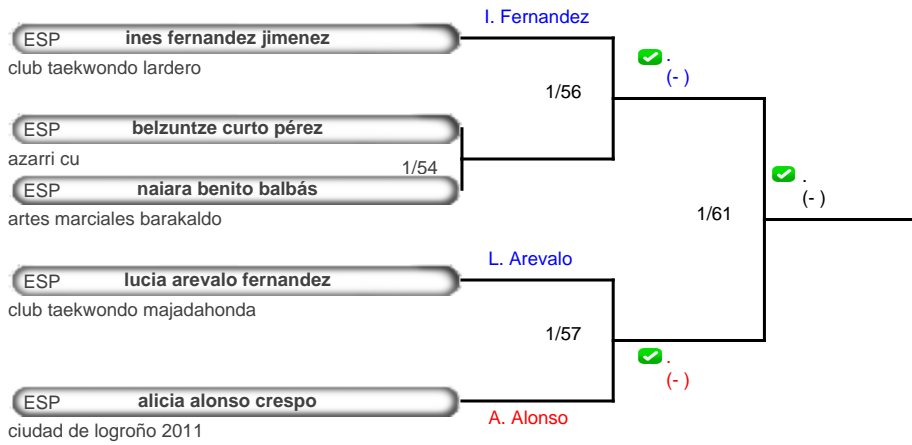 I. Fernandez
ESP ines fernandez jimenez
club taekwondo lardero
.
(- )
1/56
ESP belzuntze curto pérez
azarri cu
1/54
.
(- )
ESP naiara benito balbás
artes marciales barakaldo
1/61
L. Arevalo
ESP lucia arevalo fernandez
club taekwondo majadahonda
1/57
.
(- )
ESP alicia alonso crespo
A. Alonso
ciudad de logroño 2011